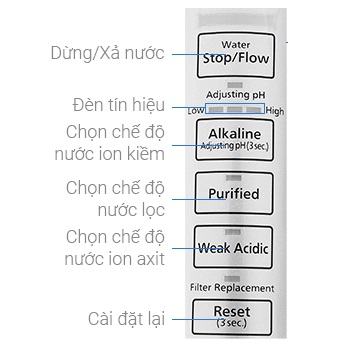 Water
Stop/Flow
Dừng/Xả nước
Adjusting pH
Đèn tín hiệu
Low
High
Chọn chế độ
nước ion kiềm
Alkaline
Adjusting pH (3 sec.)
Chọn chế độ
nước lọc
Purified
Chọn chế độ
nước ion axit
Weak Acidic
Filter Replacement
Cài đặt lại
Reset
(3 sec.)